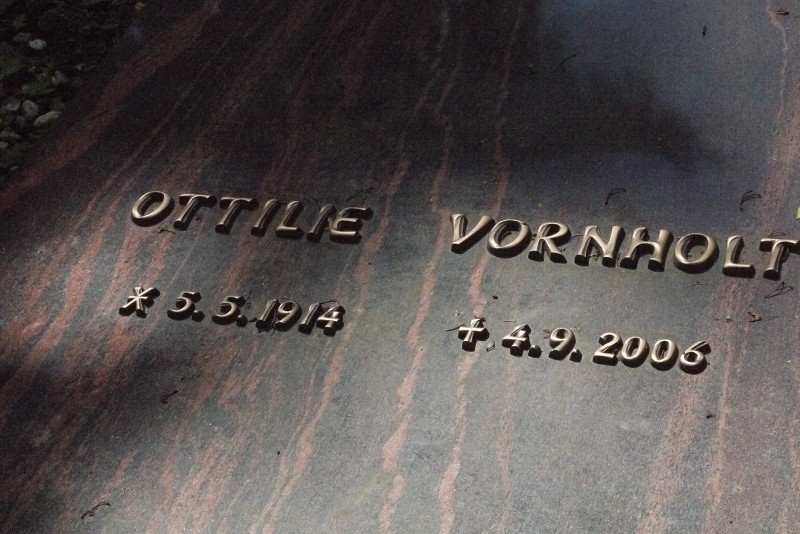 OTTILIE VORNHOLT
* 5.5.1914 + 4.9.2006